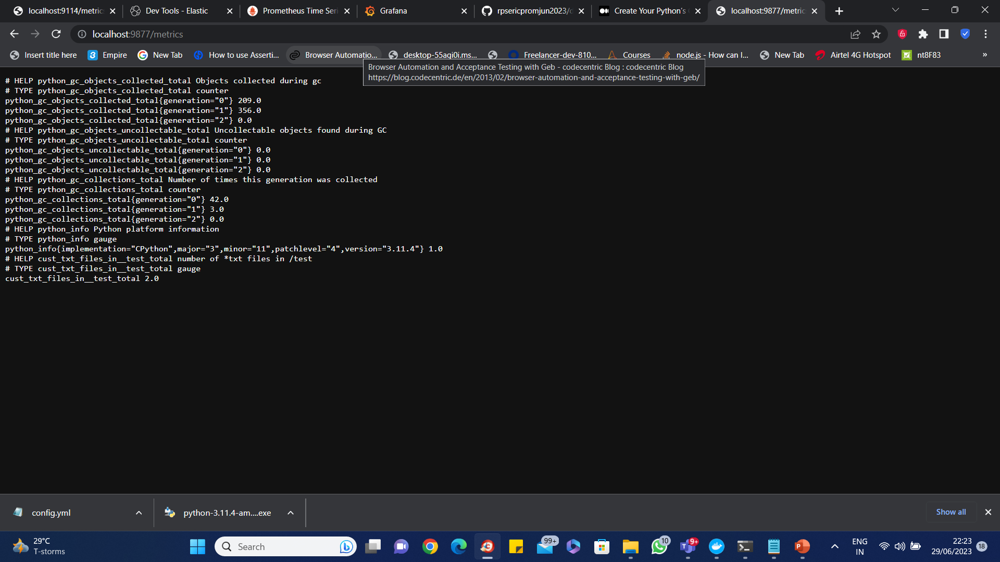 localhost:9114/metric
Dev Tools - Elastic
Prometheus Time Seri
Grafana
rpsericpromjun2023/d
Create Your Python's
localhost:9877/metric
localhost:9877/metrics
Insert title here
Empire
New Tab
How to use Asserti...
Browser Automatio...
desktop-55agi0i.ms...
Freelancer-dev-810...
Courses
node.js - How can I...
New Tab
Airtel 4G Hotspot
nt8F83
»
Browser Automation and Acceptance Testing with Geb - codecentric Blog : codecentric Blog
https://blog.codecentric.de/en/2013/02/browser-automation-and-acceptance-testing-with-geb/
# HELP python_gc_objects_collected_total Objects collected during gc
# TYPE python_gc_objects_collected_total counter
python_gc_objects_collected_total{generation="0"} 209.0
python_gc_objects_collected_total{generation="1"} 356.0
python_gc_objects_collected_total{generation="2"} 0.0
# HELP python_gc_objects_uncollectable_total Uncollectable objects found during GC
# TYPE python_gc_objects_uncollectable_total counter
python_gc_objects_uncollectable_total{generation="0"} 0.0
python_gc_objects_uncollectable_total{generation="1"} 0.0
python_gc_objects_uncollectable_total{generation="2"} 0.0
# HELP python_gc_collections_total Number of times this generation was collected
# TYPE python_gc_collections_total counter
python_gc_collections_total{generation="0"} 42.0
python_gc_collections_total{generation="1"} 3.0
python_gc_collections_total{generation="2"} 0.0
# HELP python_info Python platform information
# TYPE python_info gauge
python_info{implementation="CPython",major="3",minor="11",patchlevel="4",version="3.11.4"} 1.0
# HELP cust_txt_files_in__test_total number of *txt files in /test
# TYPE cust_txt_files_in__test_total gauge
cust_txt_files_in__test_total 2.0
config.yml
python-3.11.4-am....exe
Show all
29°C
T-storms
Search
99+
10
9+
ENG
IN
22:23
29/06/2023
18